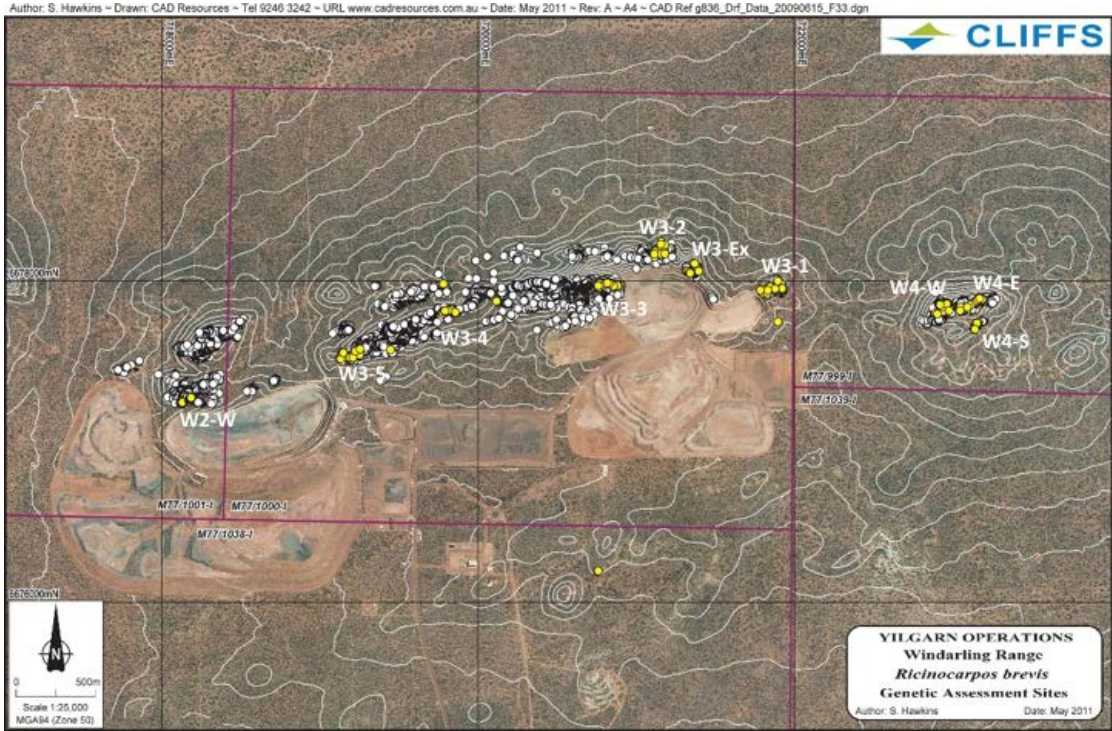 Author: S. Hawkins ~ Drawn: CAD Resources ~ Tel 9246 3242 ~ URL www.cadresources.com.au ~ Date: May 2011 ~ Rev: A ~ A4 ~ CAD Ref g836_Drf_Data_20090615_F33.dgn
CLIFFS
W3-2
W3-Ex
6678000mN
W3-1
W4-W
W4-E
W3-3
W3-4
W4-S
W3-5
M77/999-I
M77/1039-I
W2-W
M77/1001-I
M77/1000-I
M77/1038-I
6676000mN
N
0 500m
Scale 1:25,000
MGA94 (Zone 50)
YILGARN OPERATIONS
Windarling Range
Ricinocarpos brevis
Genetic Assessment Sites
Author: S. Hawkins Date: May 2011